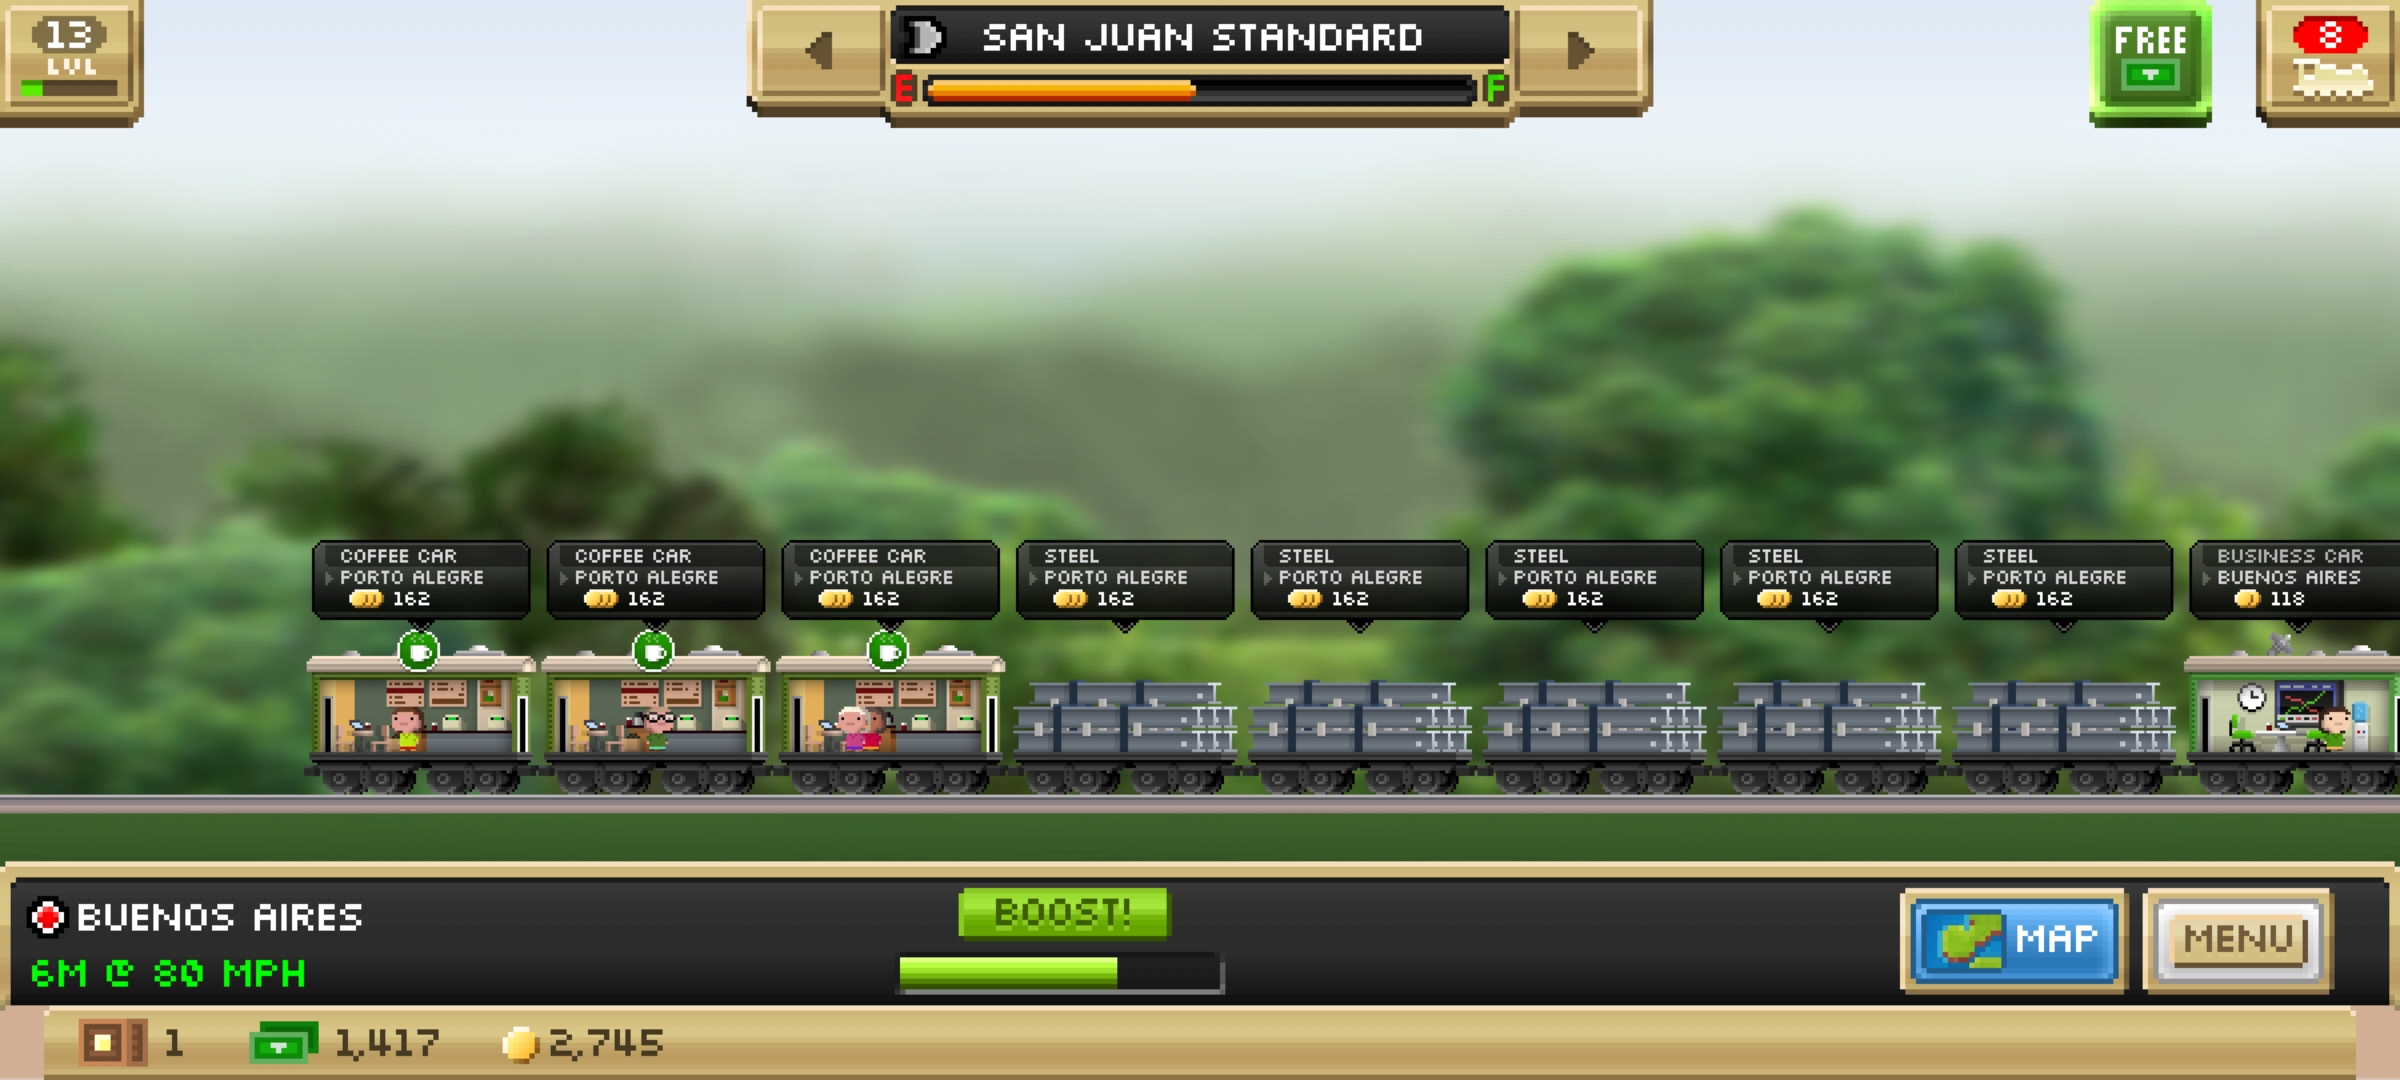 13
LVL
SAN JUAN STANDARD
E F
FREE
8
COFFEE CAR
PORTO ALEGRE
162
COFFEE CAR
PORTO ALEGRE
162
COFFEE CAR
PORTO ALEGRE
162
STEEL
PORTO ALEGRE
162
STEEL
PORTO ALEGRE
162
STEEL
PORTO ALEGRE
162
STEEL
PORTO ALEGRE
162
STEEL
PORTO ALEGRE
162
BUSINESS CAR
BUENOS AIRES
118
BUENOS AIRES
6M @ 80 MPH
BOOST!
MAP
MENU
1 1,417 2,745